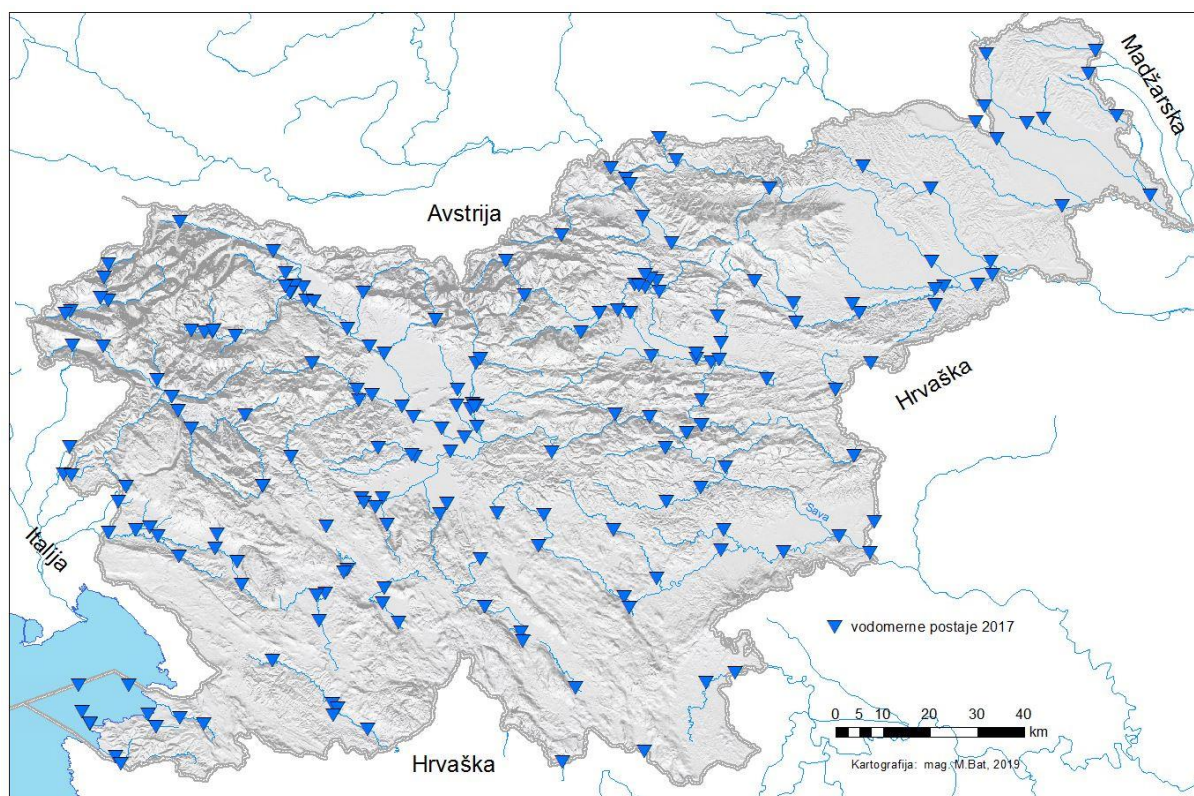 Madžarska
Avstrija
Hrvaška
Sava
Italija
vodomerne postaje 2017
0 5 10 20 30 40
km
Hrvaška
Kartografija: mag. M.Bat, 2019